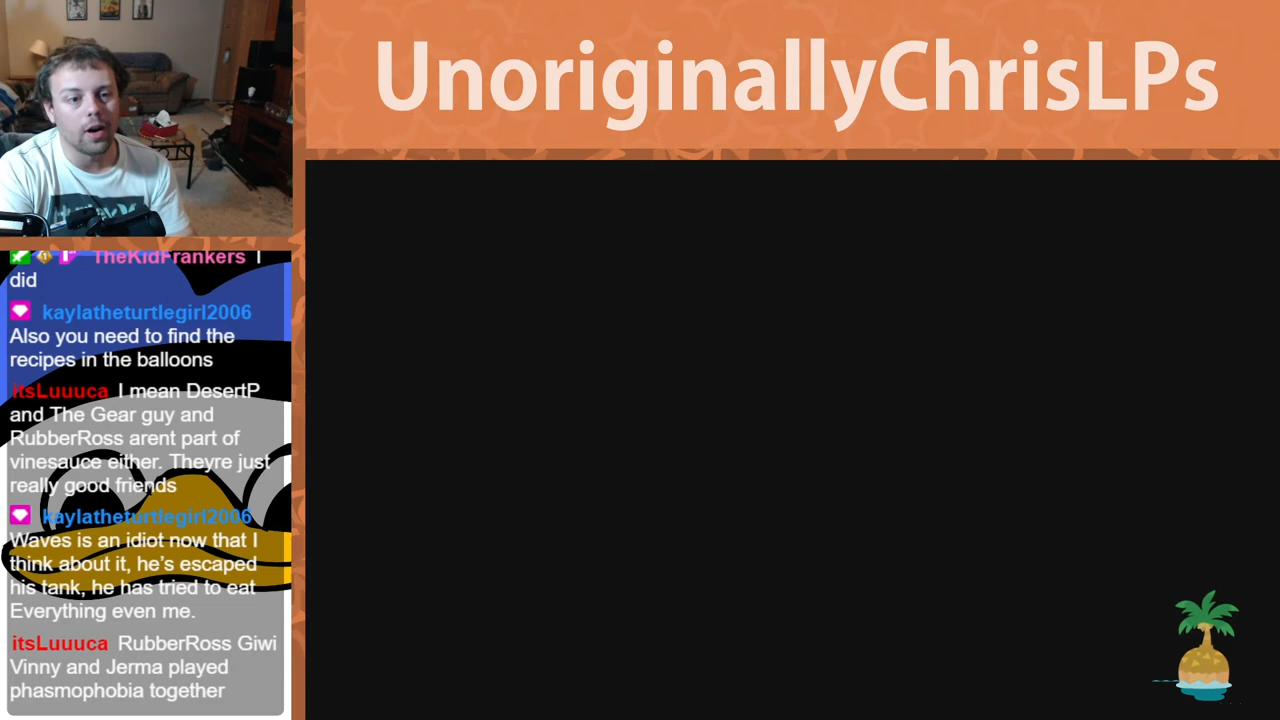 UnoriginallyChrisLPs
TheKidFrankers I
did
kaylatheturtlegirl2006
Also you need to find the
recipes in the balloons
itsLuuuca I mean DesertP
and The Gear guy and
RubberRoss arent part of
vinesauce either. Theyre just
really good friends
kaylatheturtlegirl2006
Waves is an idiot now that I
think about it, he's escaped
his tank, he has tried to eat
Everything even me.
itsLuuuca RubberRoss Giwi
Vinny and Jerma played
phasmophobia together